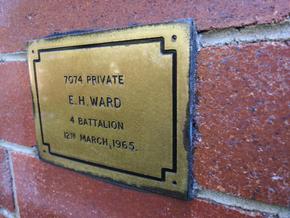 7074 PRIVATE
E.H. WARD
4 BATTALION
12TH MARCH, 1965.